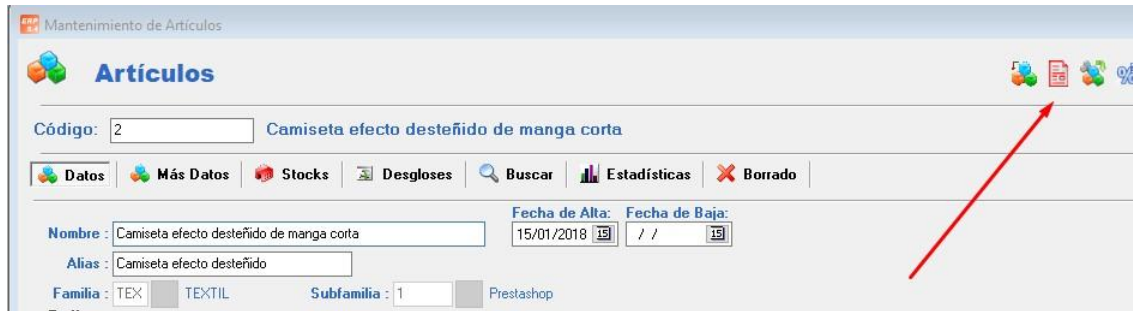 Mantenimiento de Artículos
Artículos
Código: 2 Camiseta efecto desteñido de manga corta
Datos Más Datos Stocks Desgloses Buscar Estadísticas Borrado
Fecha de Alta: Fecha de Baja:
Nombre : Camiseta efecto desteñido de manga corta 15/01/2018 15 / / 15
Alias : Camiseta efecto desteñido
Familia : TEX TEXTIL Subfamilia : 1 Prestashop